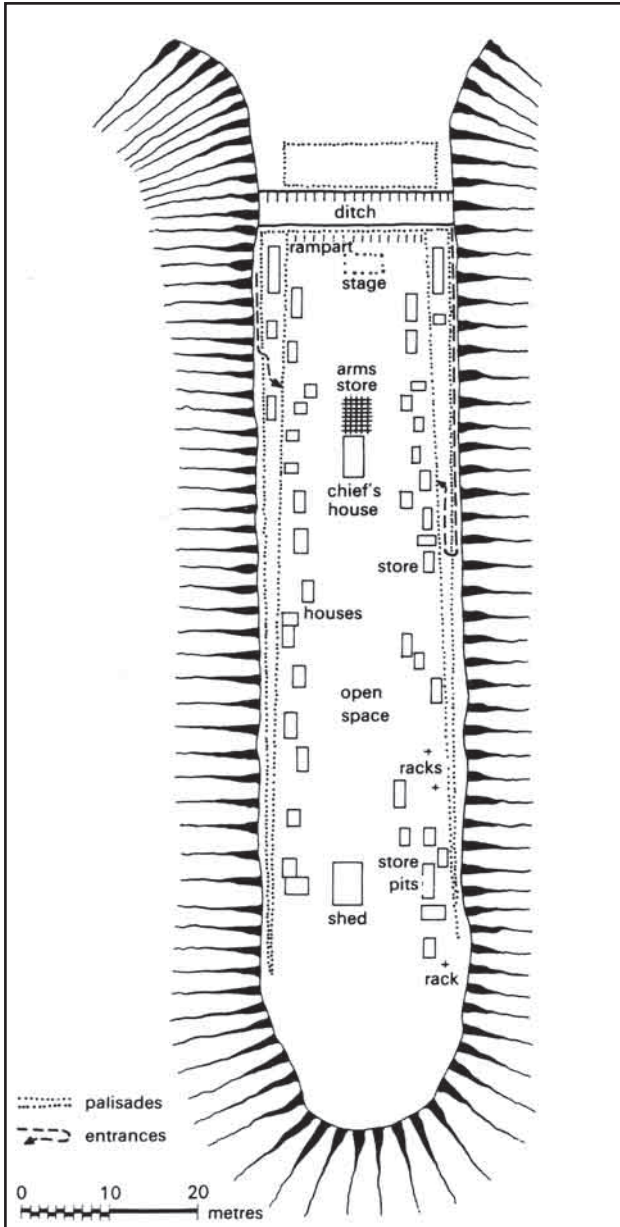 ditch
rampart
stage
arms
store
chief's
house
store
houses
open
space
racks
store
pits
shed
rack
palisades
entrances
0 10 20
metres